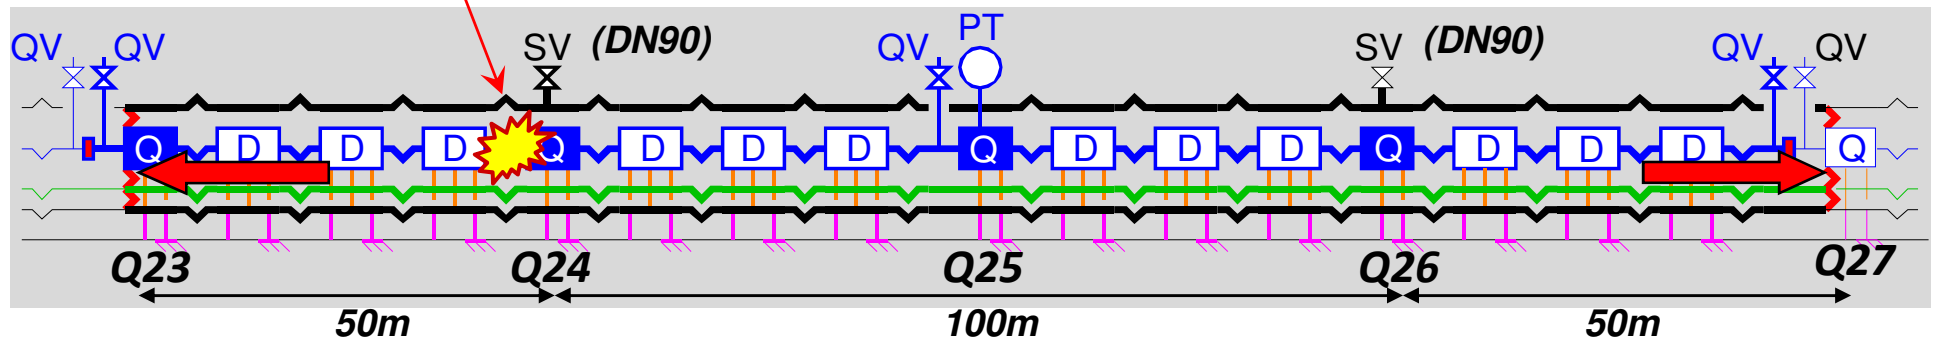 PT
QV QV SV (DN90) QV SV (DN90) QV QV
Q D D D Q D D D Q D D D Q D D D Q
Q23 Q24 Q25 Q26 Q27
50m 100m 50m